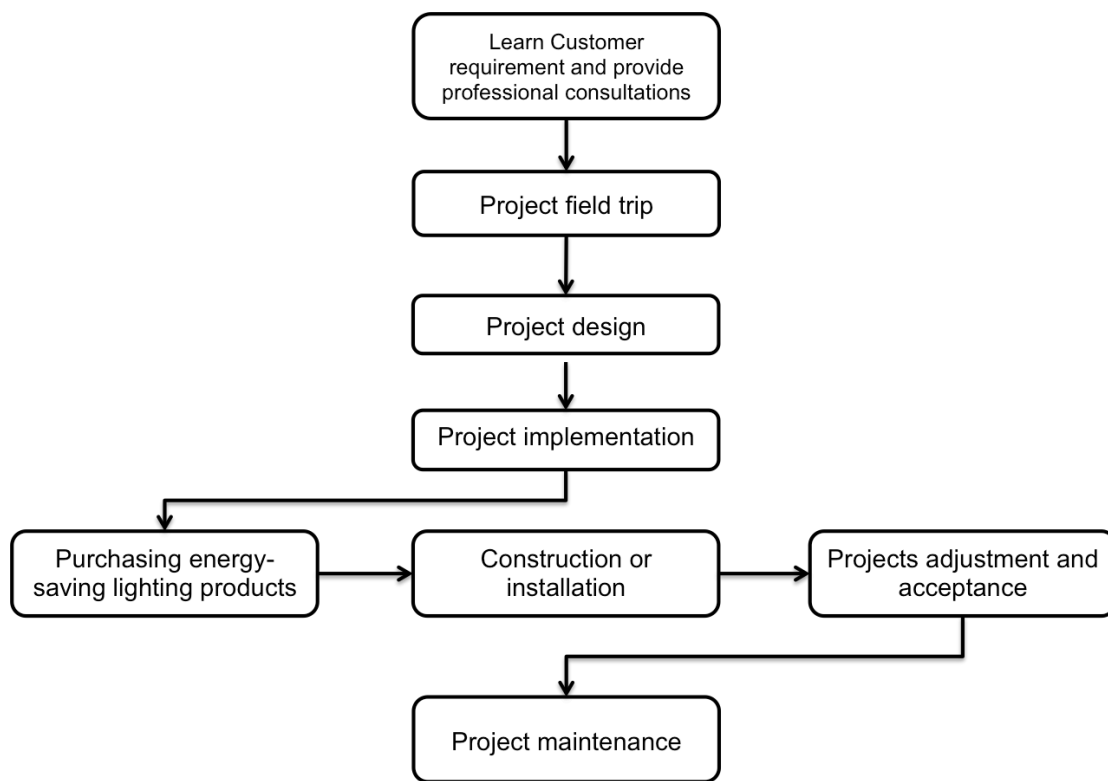 Learn Customer
requirement and provide
professional consultations
Project field trip
Project design
Project implementation
Purchasing energy-
saving lighting products
Construction or
installation
Projects adjustment and
acceptance
Project maintenance